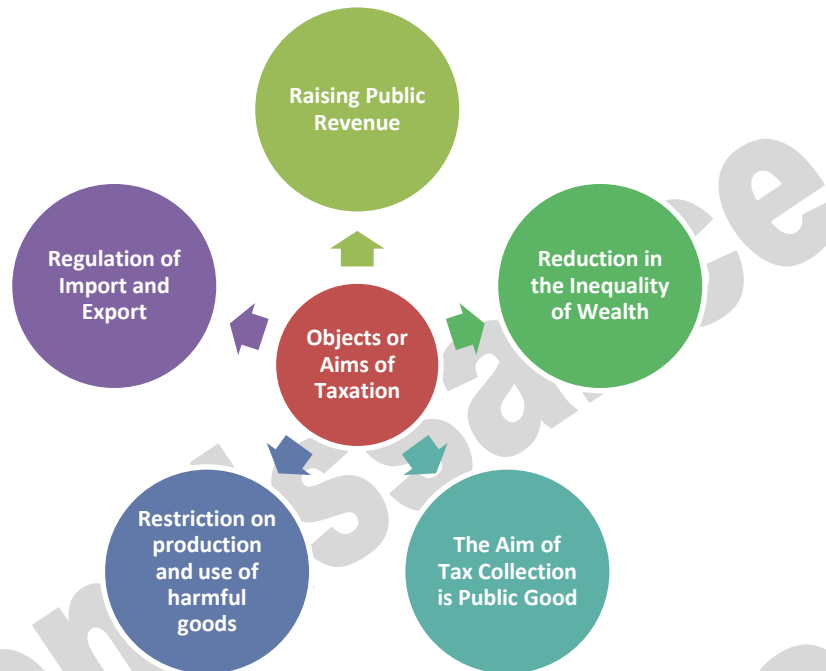 Raising Public
Revenue
Regulation of
Import and
Export
Reduction in
the Inequality
of Wealth
Objects or
Aims of
Taxation
Restriction on
production
and use of
harmful
goods
The Aim of
Tax Collection
is Public Good